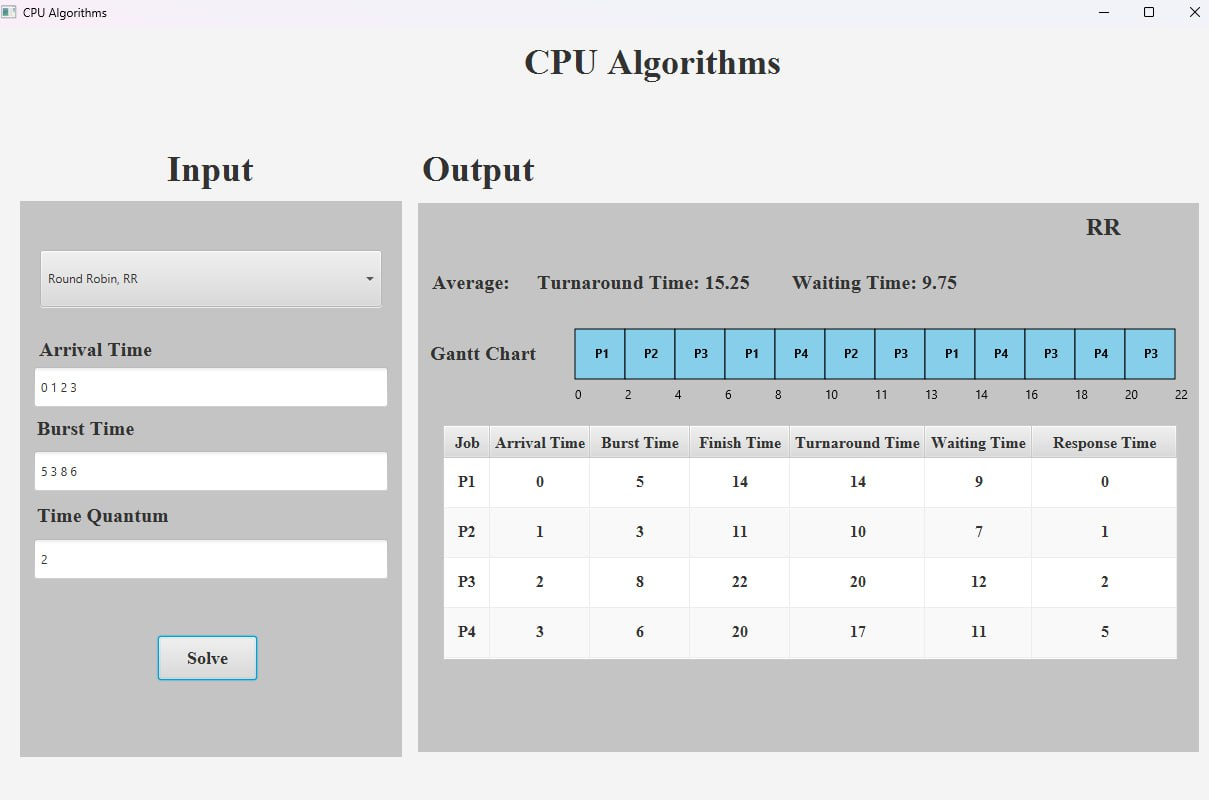 CPU Algorithms
CPU Algorithms
Input
Round Robin, RR
Arrival Time
0 1 2 3
Burst Time
5 3 8 6
Time Quantum
2
Solve
Output
RR
Average: Turnaround Time: 15.25 Waiting Time: 9.75
Gantt Chart P1 P2 P3 P1 P4 P2 P3 P1 P4 P3 P4 P3
0 2 4 6 8 10 11 13 14 16 18 20 22
Job Arrival Time Burst Time Finish Time Turnaround Time Waiting Time Response Time
P1 0 5 14 14 9 0
P2 1 3 11 10 7 1
P3 2 8 22 20 12 2
P4 3 6 20 17 11 5